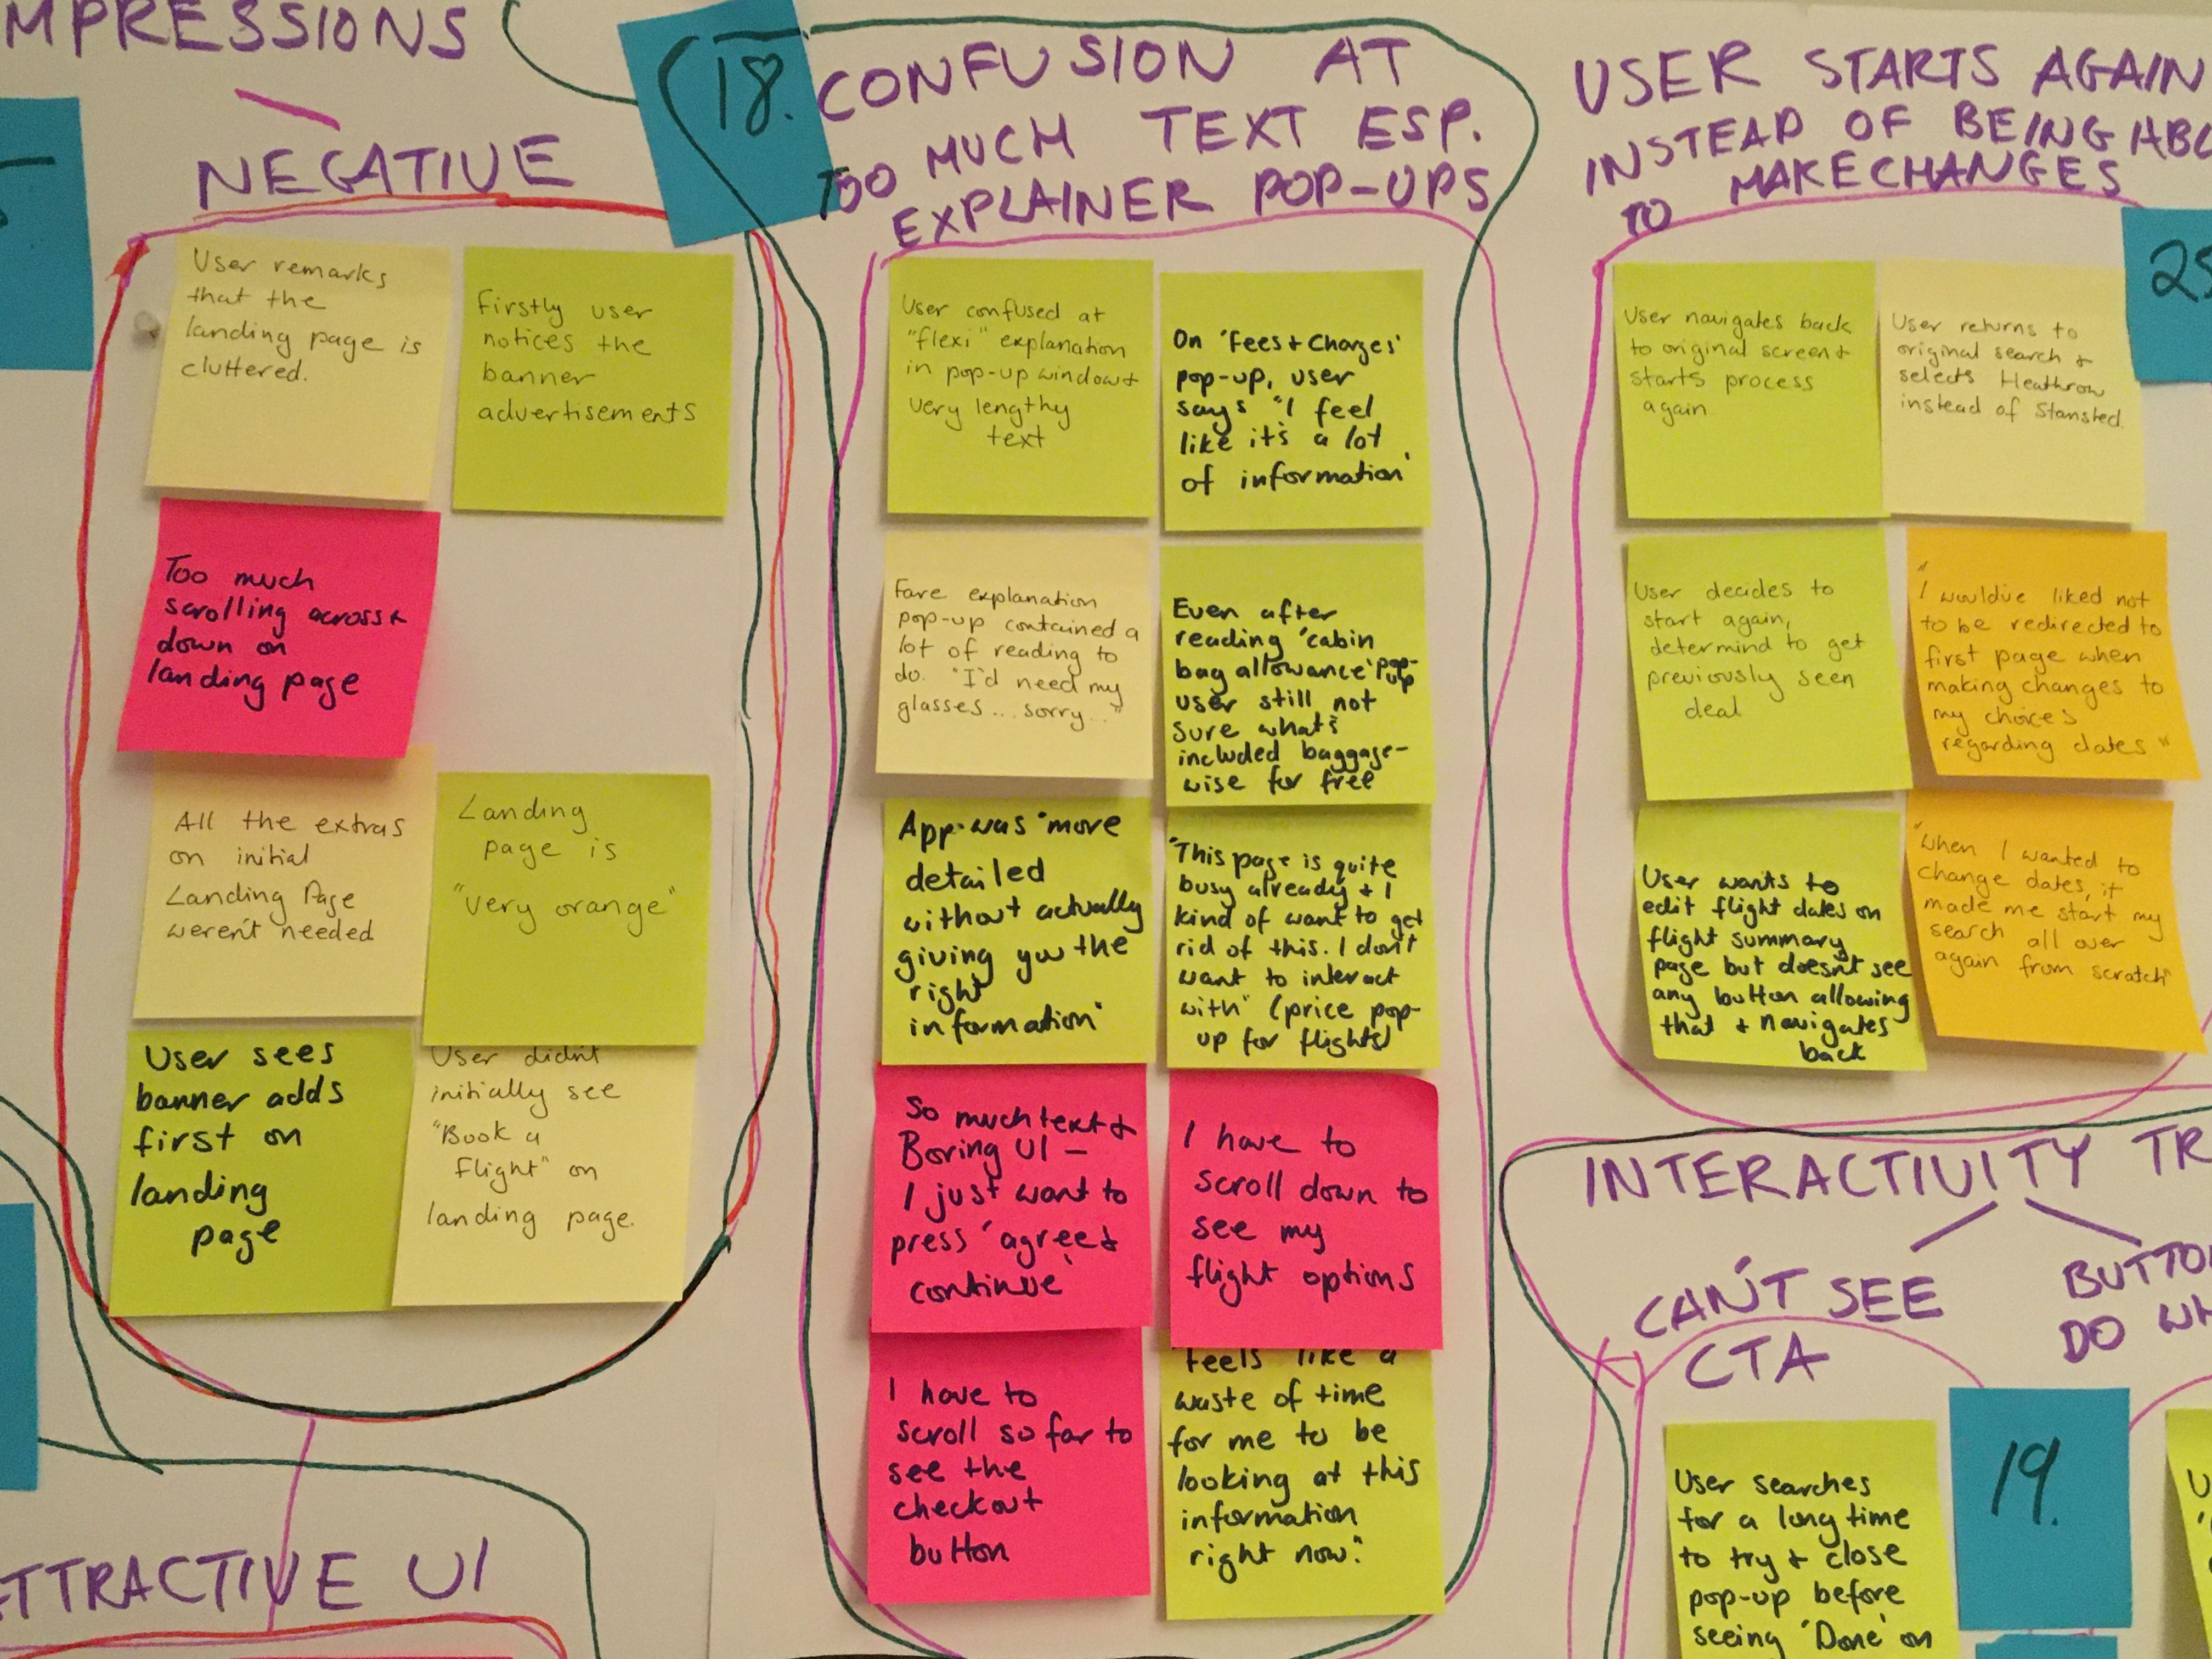 MPRESSIONS
NEGATIVE
User remarks
that the
landing page is
cluttered.
Firstly user
notices the
banner
advertisements
Too much
scrolling across +
down on
landing page
All the extras
on initial
Landing Page
weren't needed
Landing
page is
"very orange"
User sees
banner adds
first on
landing
page
User didn't
initially see
"Book a
flight" on
landing page.
TTRACTIVE UI
18.
CONFUSION AT
TOO MUCH TEXT ESP.
EXPLAINER POP-UPS
User confused at
"flexi" explanation
in pop-up window +
very lengthy
text
On 'Fees + Charges'
pop-up, user
says "I feel
like it's a lot
of information'
Fare explanation
pop-up contained a
lot of reading to
do. "I'd need my
glasses... sorry..."
Even after
reading 'cabin
bag allowance' pop-
up
user still not
sure what's
included baggage-
wise for free
App was "more
detailed
without actually
giving you the
right
information"
"This page is quite
busy already + I
kind of want to get
rid of this. I don't
want to interact
with" (price pop-
up for flights)
So much text +
Boring UI -
I just want to
press 'agree +
continue'
I have to
scroll down to
see my
flight options
I have to
scroll so far to
see the
checkout
button
feels like a
waste of time
for me to be
looking at this
information
right now."
USER STARTS AGAIN
INSTEAD OF BEING ABL
TO MAKE CHANGES
25
User navigates back
to original screen +
starts process
again
User returns to
original search +
selects Heathrow
instead of Stansted.
User decides to
start again,
determind to get
previously seen
deal
"I would've liked not
to be redirected to
first page when
making changes to
my choices
regarding dates"
User wants to
edit flight dates on
flight summary
page but doesn't see
any button allowing
that + navigates
back
"When I wanted to
change dates, it
made me start my
search all over
again from scratch"
INTERACTIVITY TR
CAN'T SEE
CTA
BUTTO
DO WH
19.
User searches
for a long time
to try + close
pop-up before
seeing 'Done' on